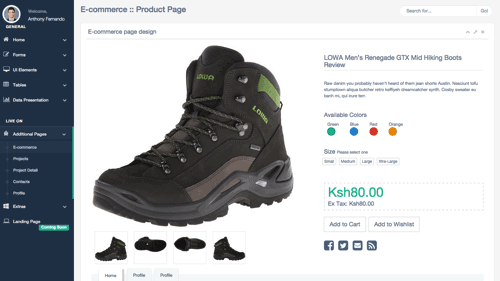 Welcome,
Anthony Fernando
GENERAL
Home
Forms
UI Elements
Tables
Data Presentation
LIVE ON
Additional Pages
E-commerce
Projects
Project Detail
Contacts
Profile
Extras
Landing Page
Coming Soon
E-commerce :: Product Page
Search for...
Go!
E-commerce page design
LOWA
LOWA
LOWA Men's Renegade GTX Mid Hiking Boots
Review
Raw denim you probably haven't heard of them jean shorts Austin. Nesciunt tofu
stumptown aliqua butcher retro keffiyeh dreamcatcher synth. Cosby sweater eu
banh mi, qui irure terr.
Available Colors
Green
Blue
Red
Orange
Size Please select one
Small
Medium
Large
Xtra-Large
Ksh80.00
Ex Tax: Ksh80.00
Add to Cart
Add to Wishlist
Home
Profile
Profile